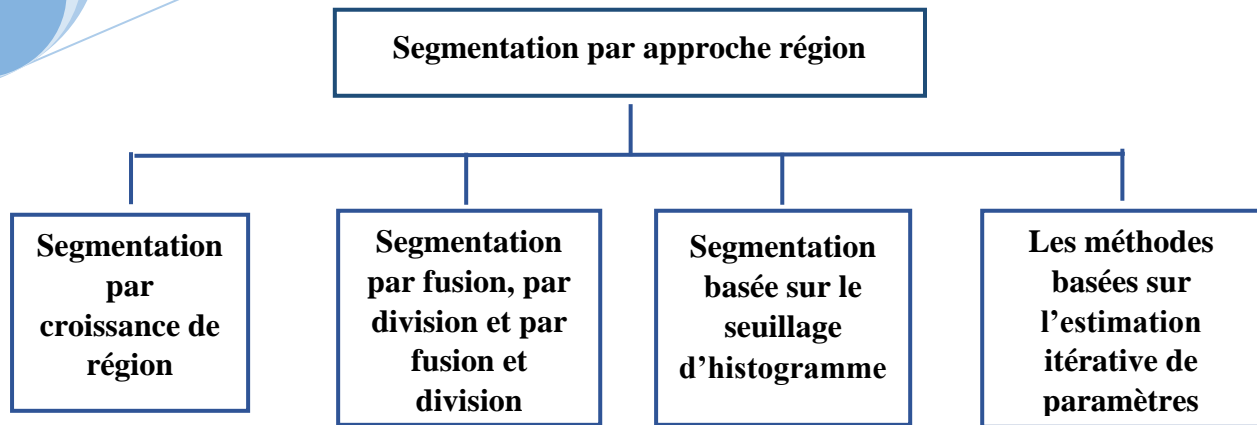 Segmentation par approche région
Segmentation
par
croissance de
région
Segmentation
par fusion, par
division et par
fusion et
division
Segmentation
basée sur le
seuillage
d’histogramme
Les méthodes
basées sur
l’estimation
itérative de
paramètres